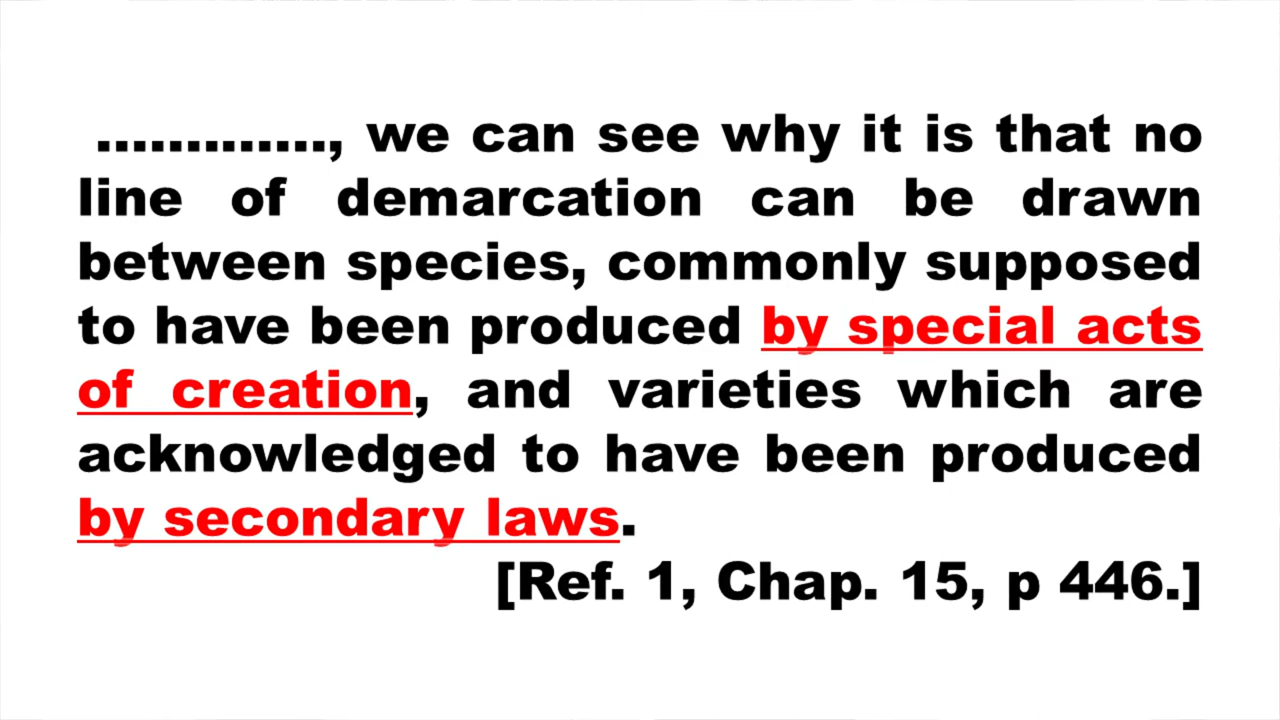 ............., we can see why it is that no
line of demarcation can be drawn
between species, commonly supposed
to have been produced by special acts
of creation, and varieties which are
acknowledged to have been produced
by secondary laws.
[Ref. 1, Chap. 15, p 446.]